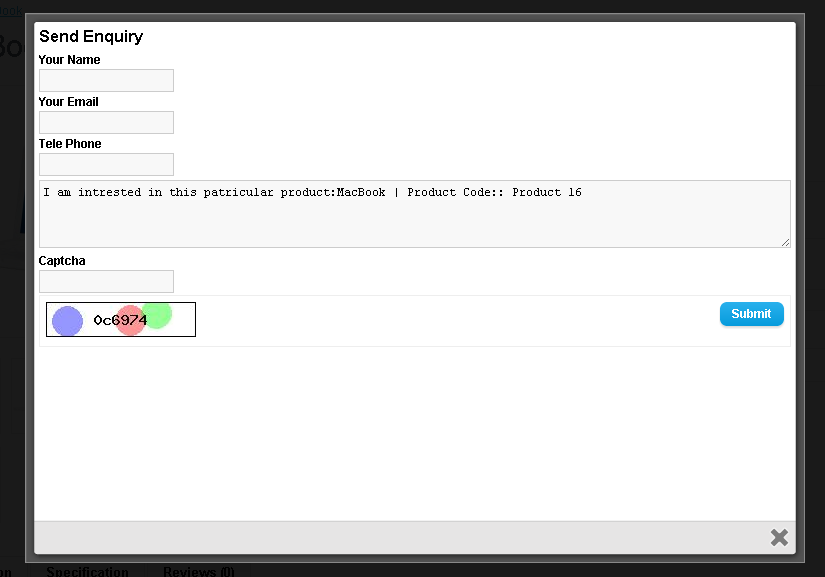 Send Enquiry
Your Name
Your Email
Tele Phone
I am intrested in this patricular product:MacBook | Product Code:: Product 16
Captcha
0c6974
Submit
Specification
Reviews (0)